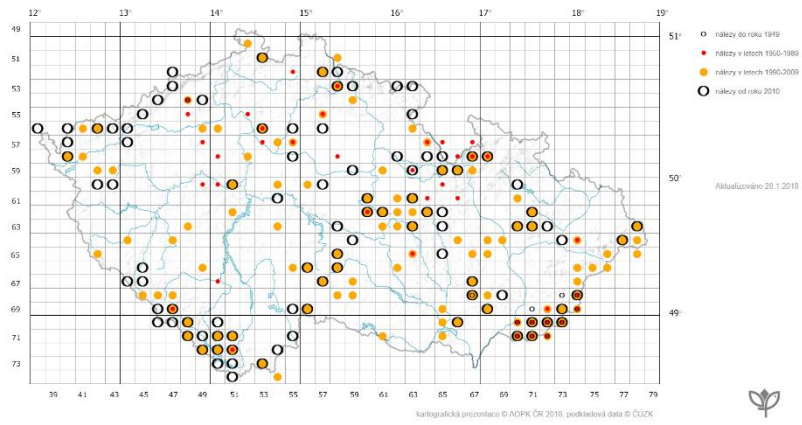 12° 13° 14° 15° 16° 17° 18° 19°
49
51°
51
53
55
57
59
50°
61
63
65
67
69
49°
71
73
39 41 43 45 47 49 51 53 55 57 59 61 63 65 67 69 71 73 75 77 79
nálezy do roku 1949
nálezy v letech 1950-1989
nálezy v letech 1990-2009
nálezy od roku 2010
Aktualizováno 28.1.2018
kartografická prezentace © AOPK ČR 2018, podkladová data © ČÚZK